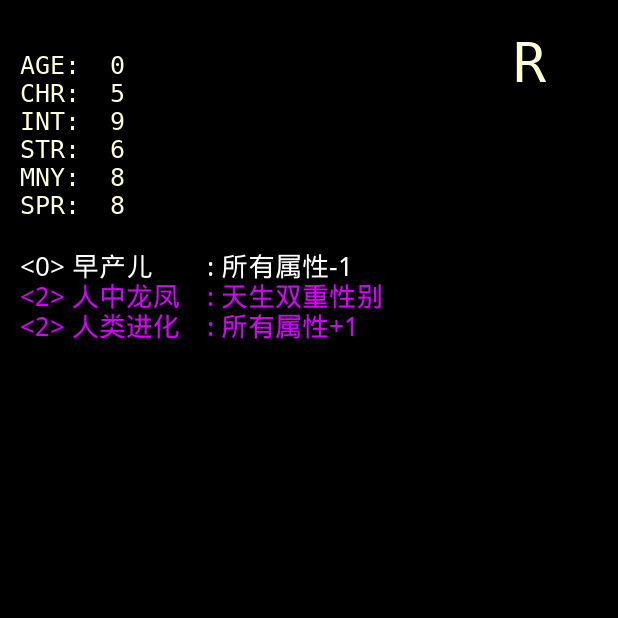 R
AGE: 0
CHR: 5
INT: 9
STR: 6
MNY: 8
SPR: 8
<0> 早产儿 : 所有属性-1
<2> 人中龙凤 : 天生双重性别
<2> 人类进化 : 所有属性+1